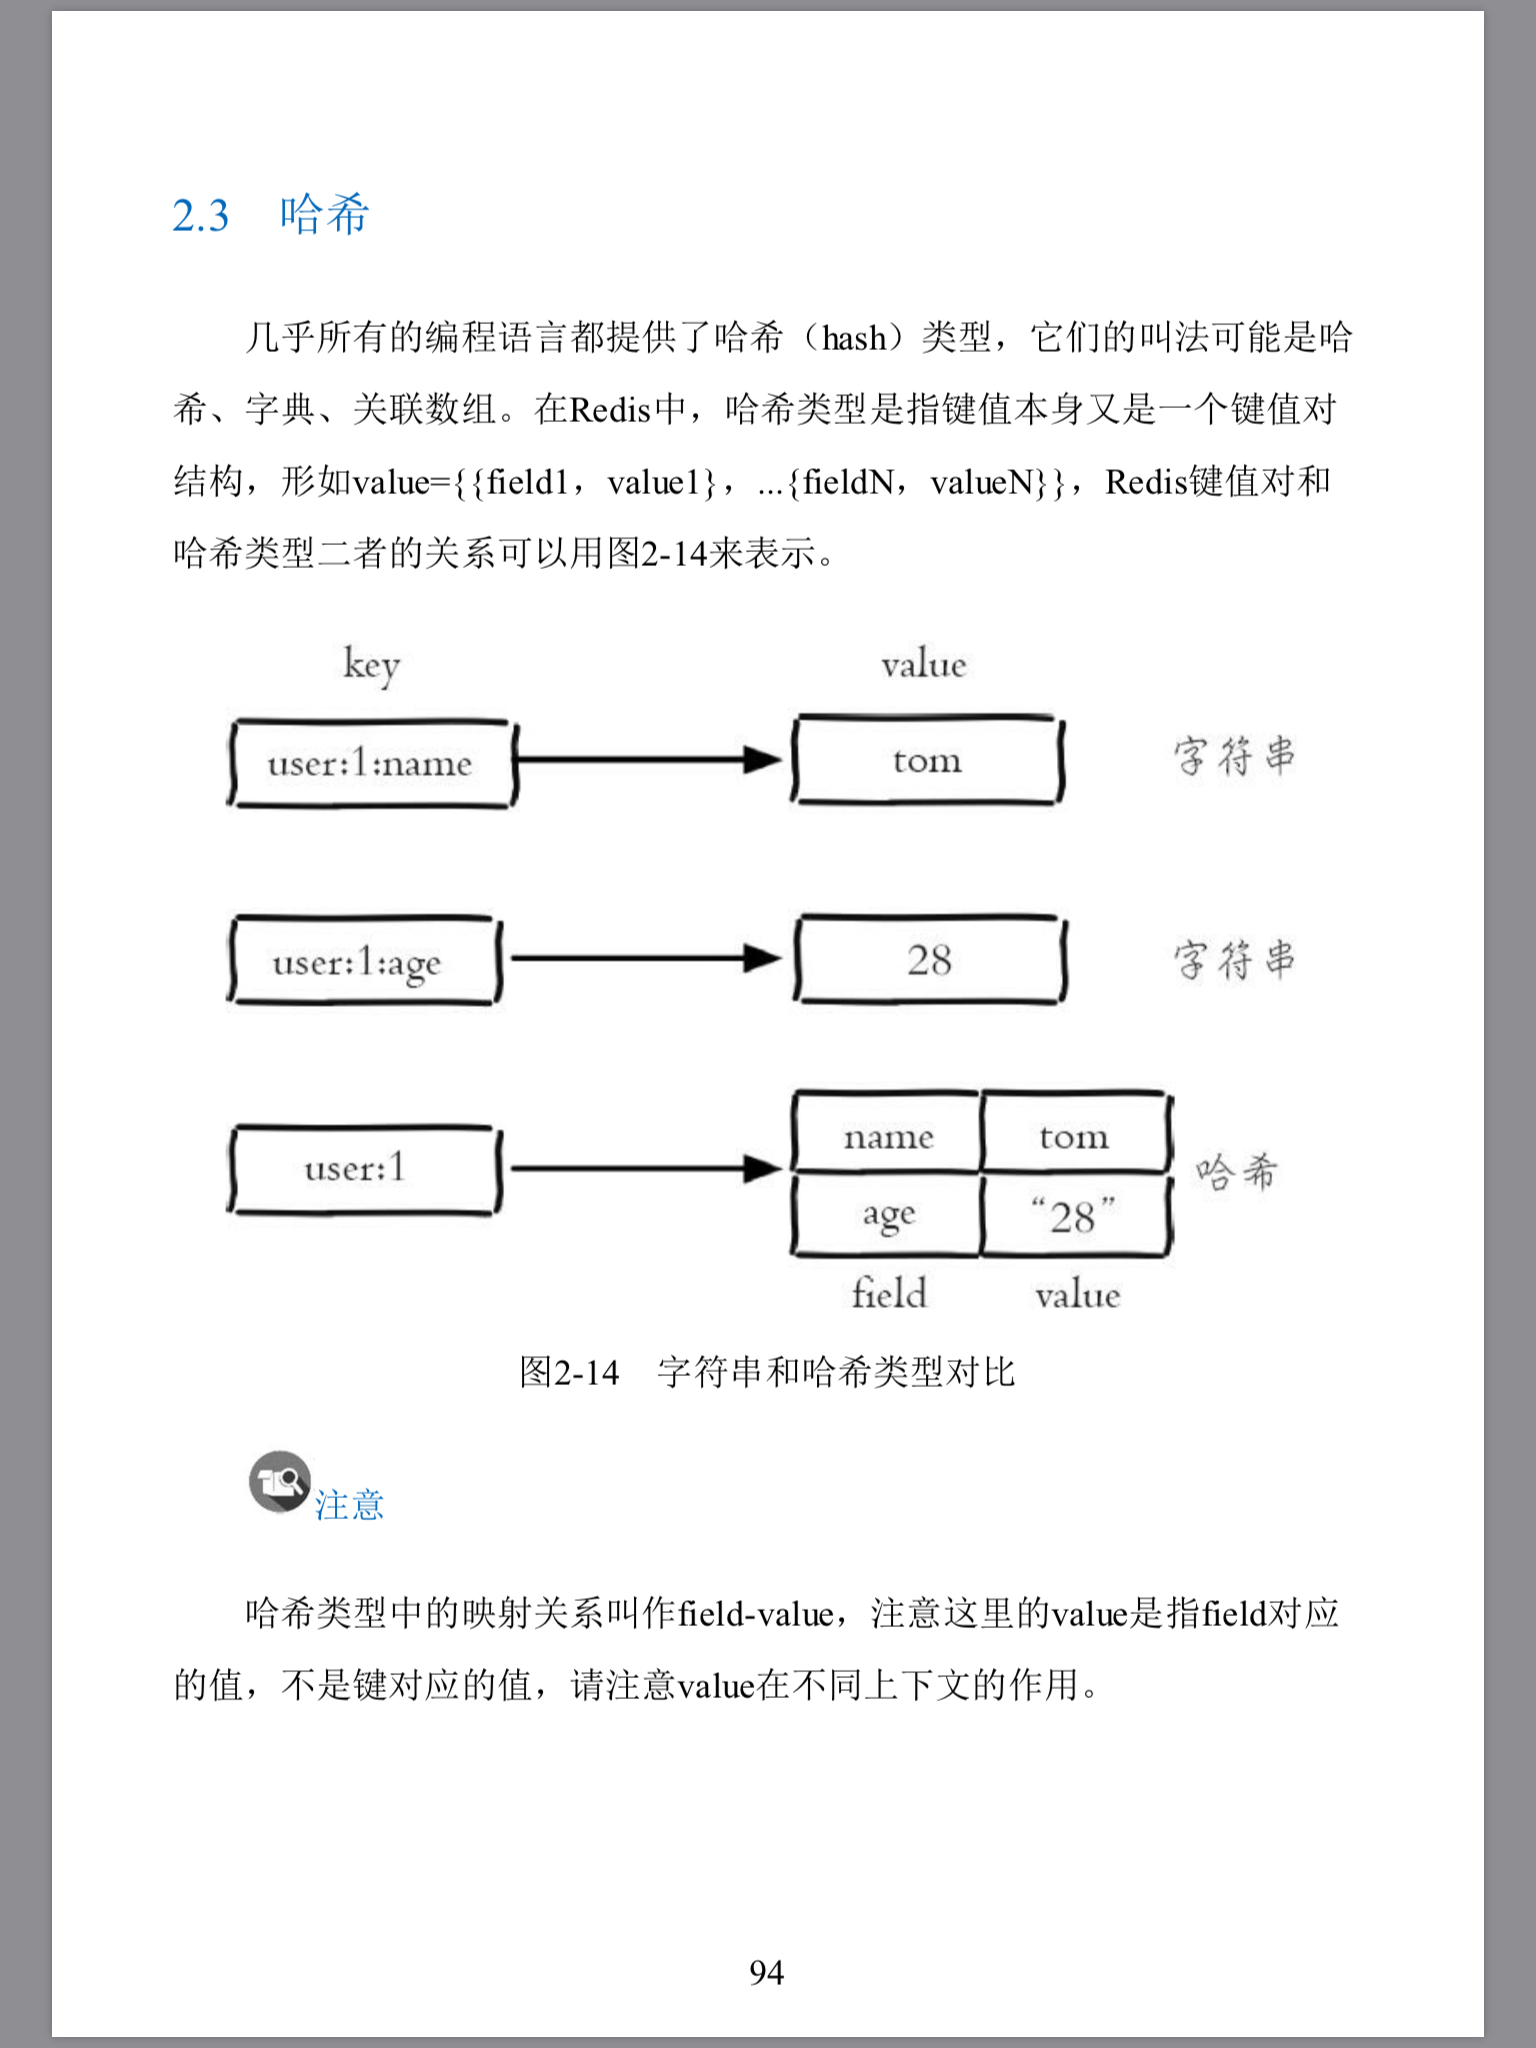 2.3 哈希
几乎所有的编程语言都提供了哈希（hash）类型，它们的叫法可能是哈
希、字典、关联数组。在Redis中，哈希类型是指键值本身又是一个键值对
结构，形如value={{field1，value1}，...{fieldN，valueN}}，Redis键值对和
哈希类型二者的关系可以用图2-14来表示。
key value
user:1:name tom 字符串
user:1:age 28 字符串
name tom
user:1 哈希
age “28”
field value
图2-14 字符串和哈希类型对比
注意
哈希类型中的映射关系叫作field-value，注意这里的value是指field对应
的值，不是键对应的值，请注意value在不同上下文的作用。
94